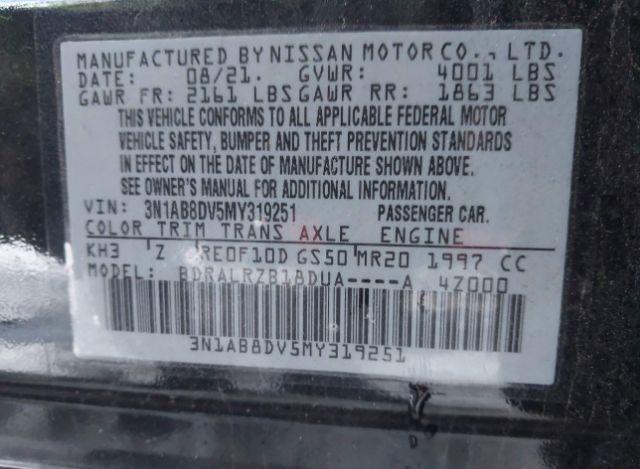 MANUFACTURED BY NISSAN MOTOR CO., LTD.
DATE: 08/21. GVWR: 4001 LBS
GAWR FR: 2161 LBS GAWR RR: 1863 LBS
THIS VEHICLE CONFORMS TO ALL APPLICABLE FEDERAL MOTOR
VEHICLE SAFETY, BUMPER AND THEFT PREVENTION STANDARDS
IN EFFECT ON THE DATE OF MANUFACTURE SHOWN ABOVE.
SEE OWNER'S MANUAL FOR ADDITIONAL INFORMATION.
VIN: 3N1AB8DV5MY319251 PASSENGER CAR.
COLOR TRIM TRANS AXLE ENGINE
KH3 Z RE0F10D GS50 MR20 1997 CC
MODEL: BDRALRZB18DUA----A 4Z000
3N1AB8DV5MY319251